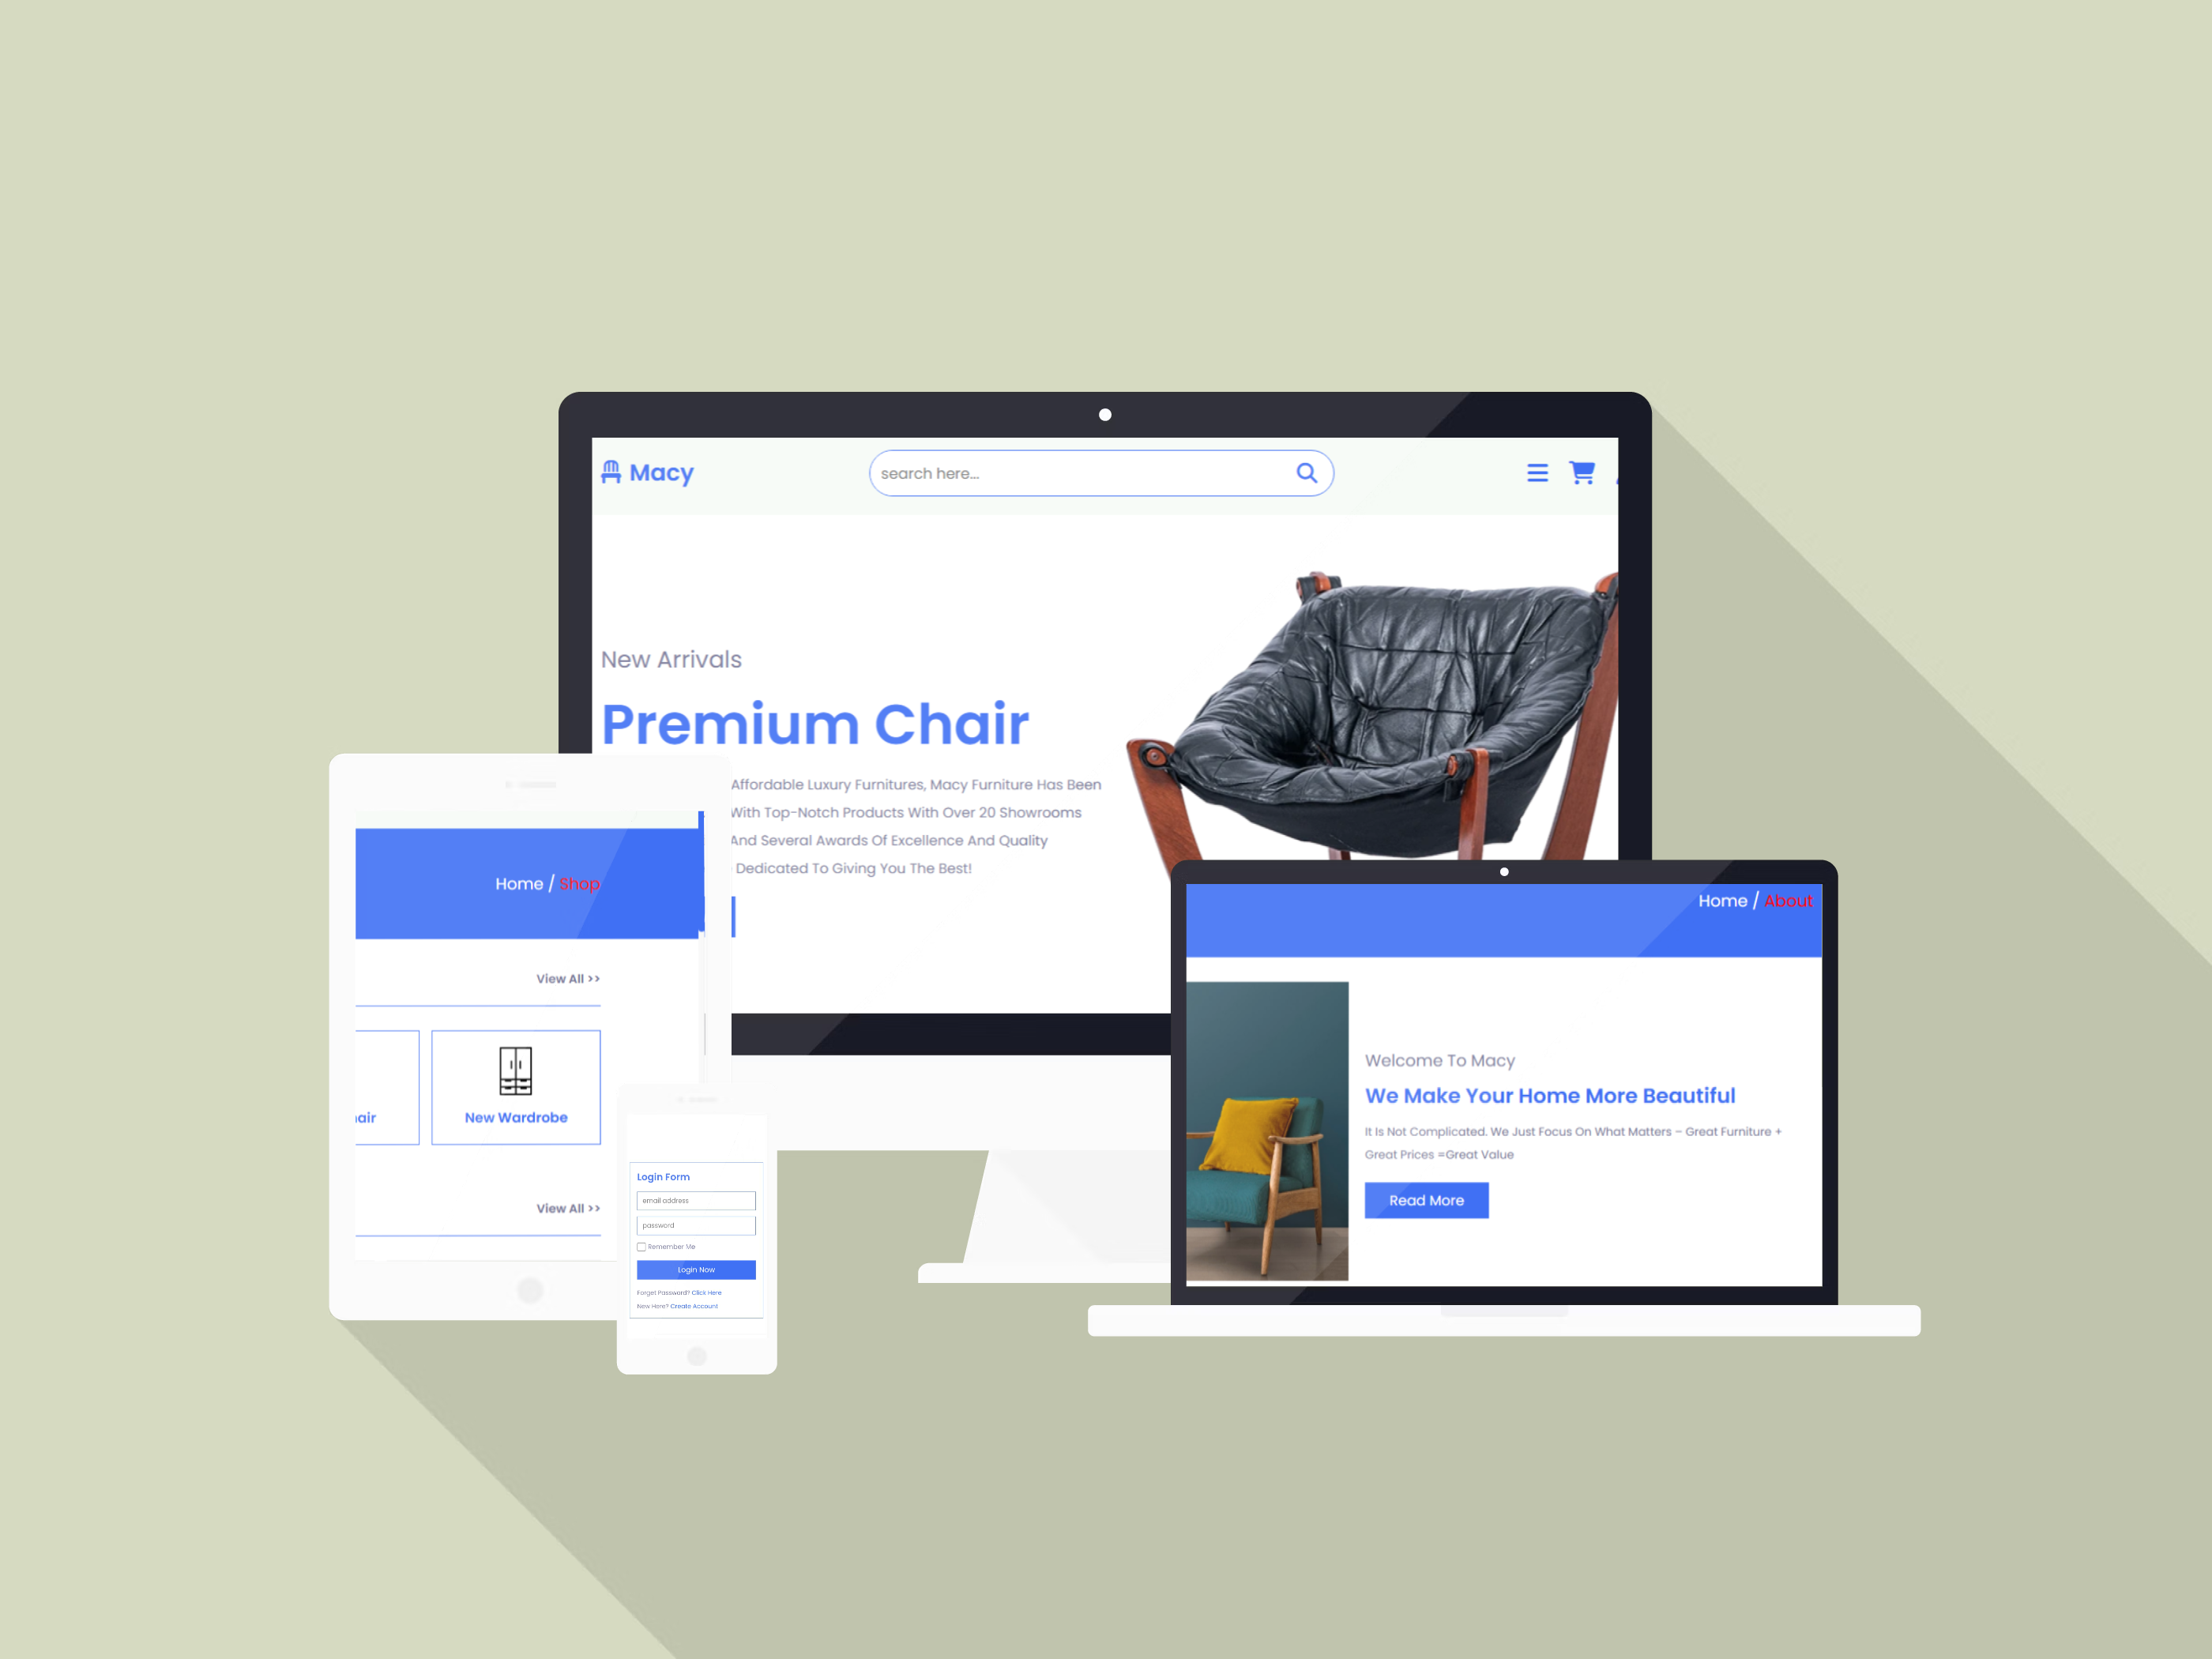 Macy
search here...
New Arrivals
Premium Chair
Affordable Luxury Furnitures, Macy Furniture Has Been
With Top-Notch Products With Over 20 Showrooms
And Several Awards Of Excellence And Quality
Dedicated To Giving You The Best!
Home / Shop
View All >>
New Wardrobe
View All >>
Login Form
email address
password
Remember Me
Login Now
Forget Password? Click Here
New Here? Create Account
Home / About
Welcome To Macy
We Make Your Home More Beautiful
It Is Not Complicated. We Just Focus On What Matters – Great Furniture +
Great Prices =Great Value
Read More